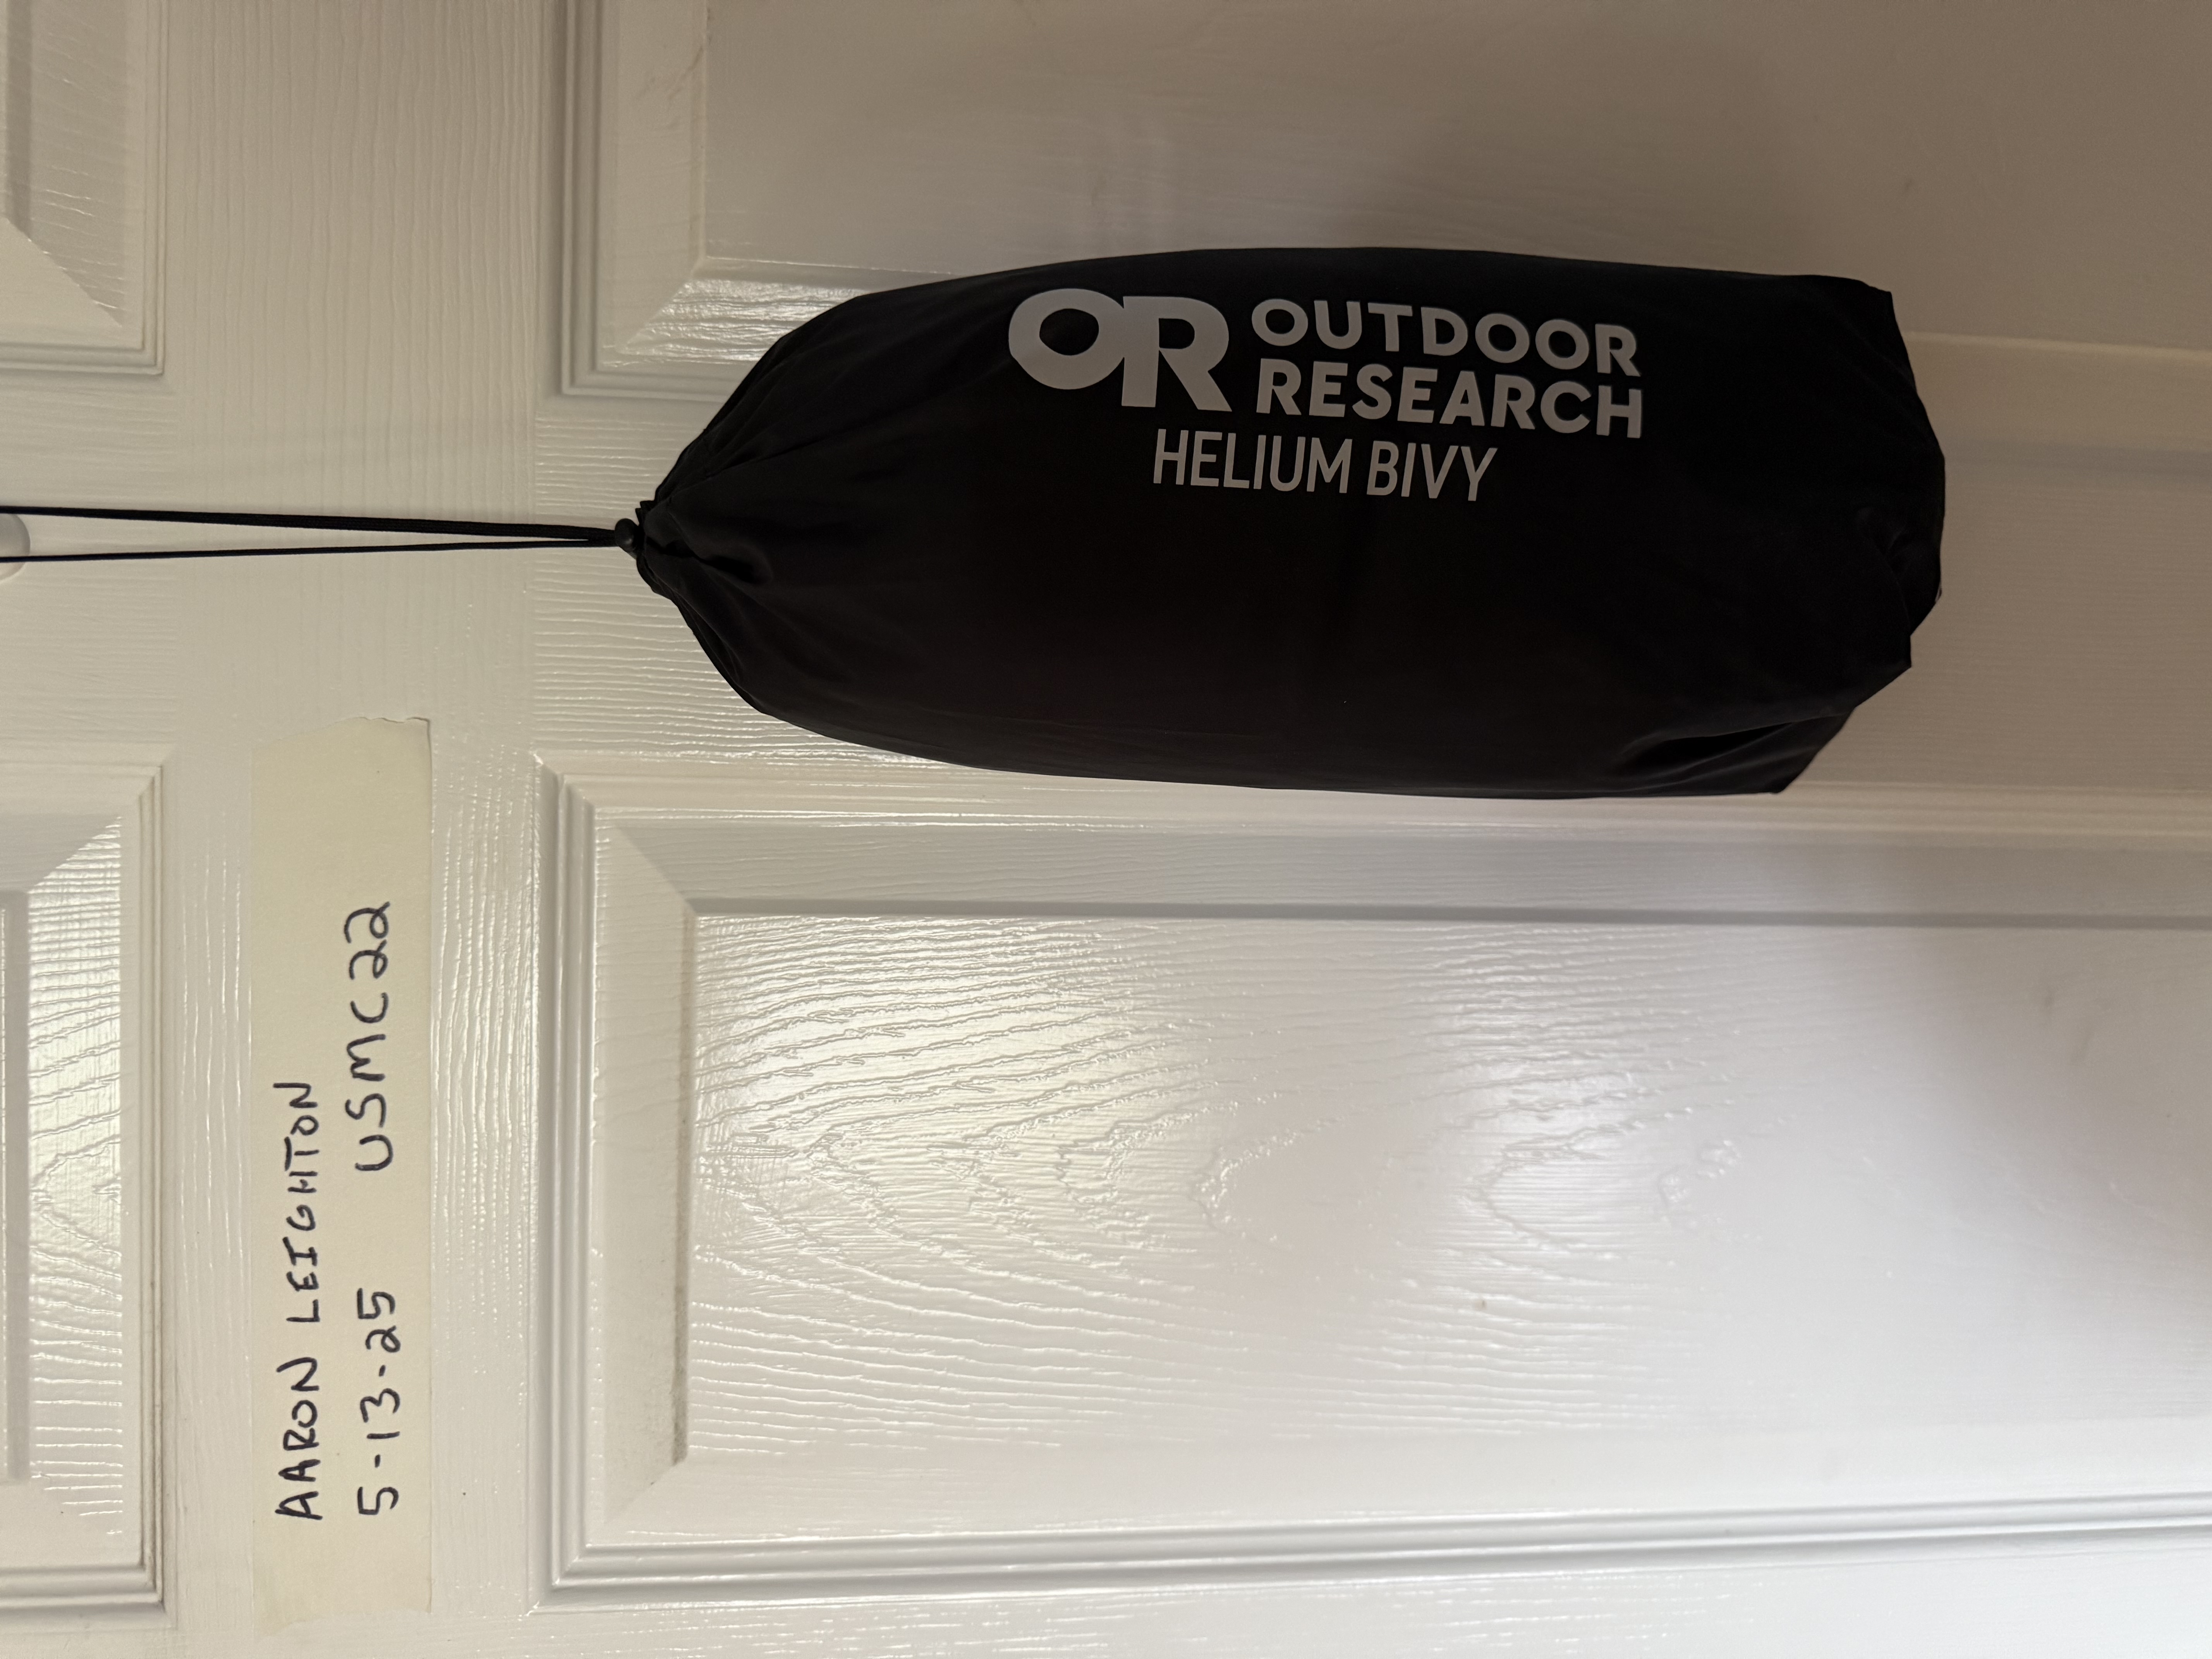 OR OUTDOOR
RESEARCH
HELIUM BIVY
AARON LEIGHTON
5-13-25 USMC22